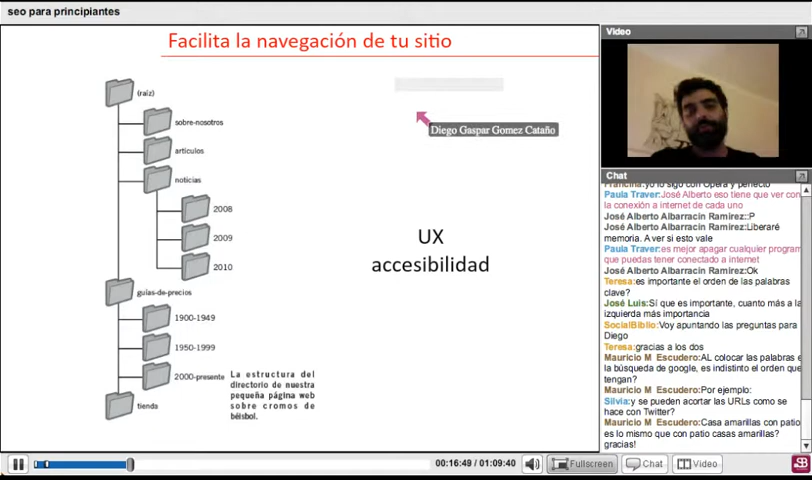 seo para principiantes
Facilita la navegación de tu sitio
(raíz)
sobre-nosotros
artículos
noticias
2008
2009
2010
guías-de-precios
1900-1949
1950-1999
2000-presente
tienda
La estructura del
directorio de nuestra
pequeña página web
sobre cromos de
béisbol.
Diego Gaspar Gomez Cataño
UX
accesibilidad
Video
Chat
Francina:yo lo sigo con Opera y perfecto
Paula Traver:José Alberto eso tiene que ver con
la conexión a internet de cada uno
José Alberto Albarracin Ramirez::P
José Alberto Albarracin Ramirez:Liberaré
memoria. A ver si esto vale
Paula Traver:es mejor apagar cualquier program
que puedas tener conectado a internet
José Alberto Albarracin Ramirez:Ok
Teresa:es importante el orden de las palabras
clave?
José Luis:Sí que es importante, cuanto más a la
izquierda más importancia
SocialBiblio:Voy apuntando las preguntas para
Diego
Teresa:gracias a los dos
Mauricio M Escudero:AL colocar las palabras e
la búsqueda de google, es indistinto el orden que
tengan?
Mauricio M Escudero:Por ejemplo:
Silvia:y se pueden acortar las URLs como se
hace con Twitter?
Mauricio M Escudero:Casa amarillas con patio
es lo mismo que con patio casas amarillas?
gracias!
00:16:49 / 01:09:40
Fullscreen
Chat
Video
SB